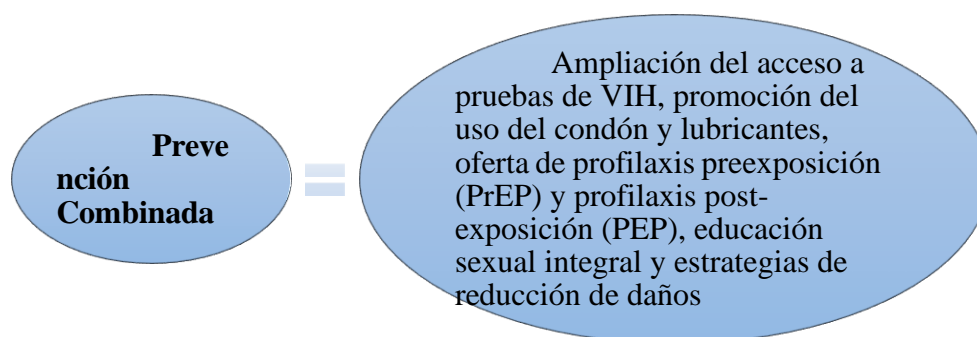 Preve
nción
Combinada
=
Ampliación del acceso a
pruebas de VIH, promoción del
uso del condón y lubricantes,
oferta de profilaxis preexposición
(PrEP) y profilaxis post-
exposición (PEP), educación
sexual integral y estrategias de
reducción de daños